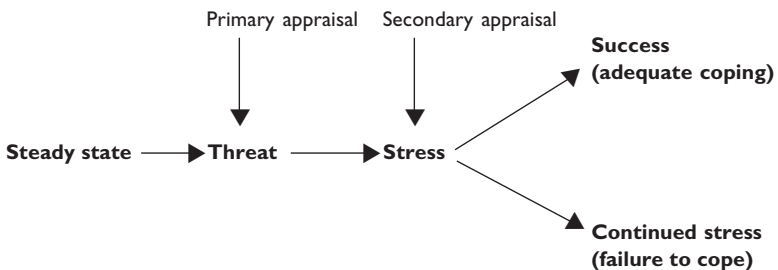 Primary appraisal
Secondary appraisal
Success
(adequate coping)
Steady state
Threat
Stress
Continued stress
(failure to cope)